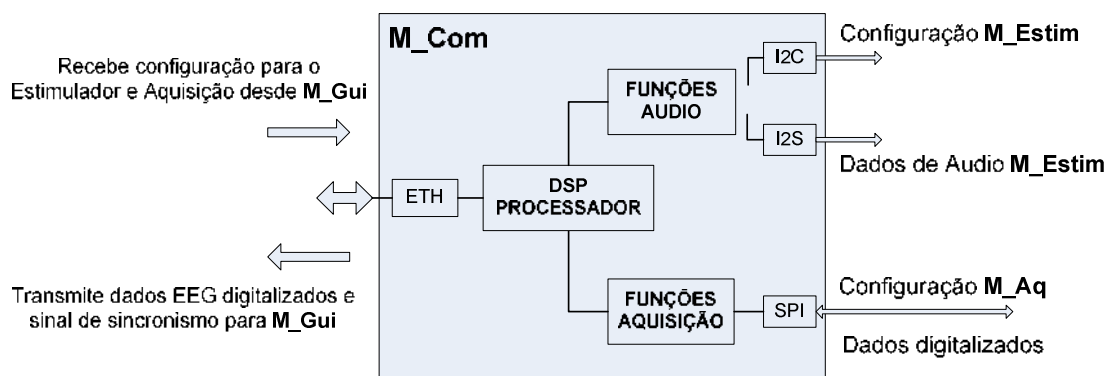 M_Com
Recebe configuração para o
Estimulador e Aquisição desde M_Gui
ETH
DSP
PROCESSADOR
FUNÇÕES
AUDIO
I2C
I2S
Configuração M_Estim
Dados de Audio M_Estim
Transmite dados EEG digitalizados e
sinal de sincronismo para M_Gui
FUNÇÕES
AQUISIÇÃO
SPI
Configuração M_Aq
Dados digitalizados